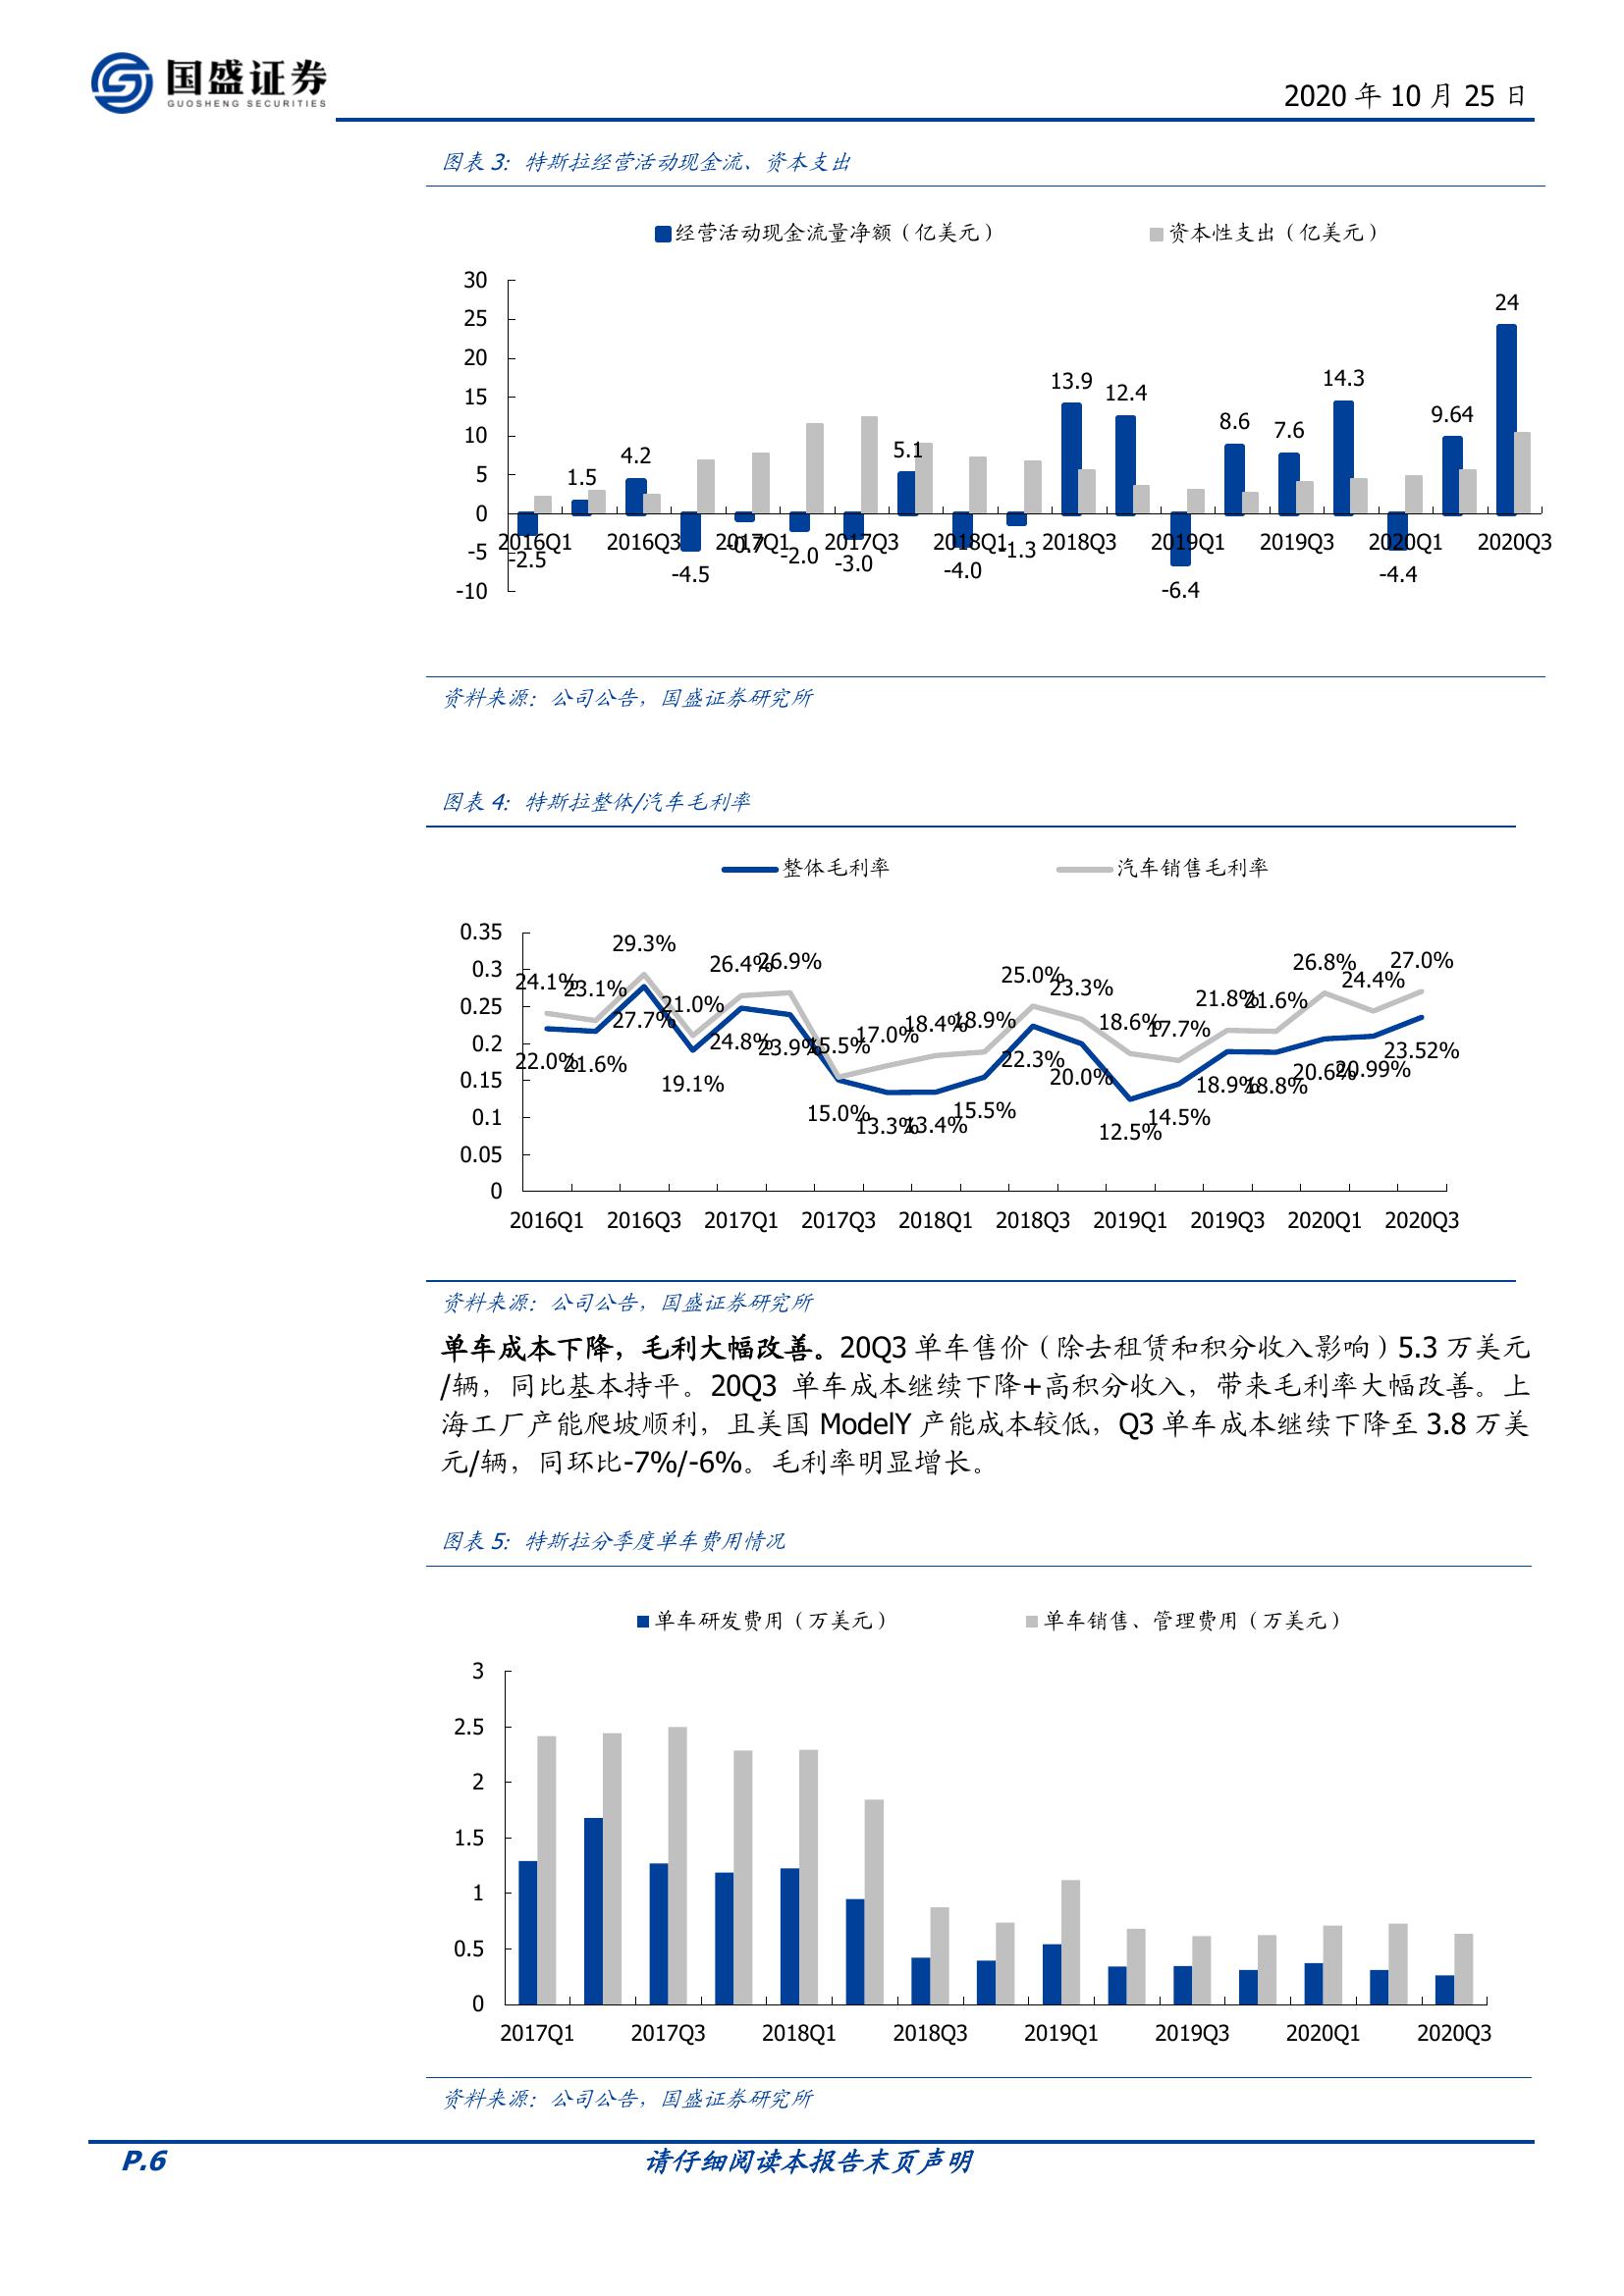 国盛证券
GUOSHENG SECURITIES
2020 年 10 月 25 日
图表 3：特斯拉经营活动现金流、资本支出
经营活动现金流量净额（亿美元） 资本性支出（亿美元）
30
25
20
15
10
5
0
-5
-10
-2.5 1.5 4.2 -4.5 -0.7 -2.0 -3.0 5.1 -4.0 -1.3 13.9 12.4 -6.4 8.6 7.6 14.3 -4.4 9.64 24
2016Q1 2016Q3 2017Q1 2017Q3 2018Q1 2018Q3 2019Q1 2019Q3 2020Q1 2020Q3
资料来源：公司公告，国盛证券研究所
图表 4：特斯拉整体/汽车毛利率
整体毛利率 汽车销售毛利率
0.35
0.3
0.25
0.2
0.15
0.1
0.05
0
24.1% 23.1% 29.3% 21.0% 26.4% 26.9% 15.5% 17.0% 18.4% 18.9% 25.0% 23.3% 18.6% 17.7% 21.8% 21.6% 26.8% 24.4% 27.0%
22.0% 21.6% 27.7% 19.1% 24.8% 23.9% 15.0% 13.3% 13.4% 15.5% 22.3% 20.0% 12.5% 14.5% 18.9% 18.8% 20.6% 20.99% 23.52%
2016Q1 2016Q3 2017Q1 2017Q3 2018Q1 2018Q3 2019Q1 2019Q3 2020Q1 2020Q3
资料来源：公司公告，国盛证券研究所
单车成本下降，毛利大幅改善。20Q3 单车售价（除去租赁和积分收入影响）5.3 万美元
/辆，同比基本持平。20Q3 单车成本继续下降+高积分收入，带来毛利率大幅改善。上
海工厂产能爬坡顺利，且美国 ModelY 产能成本较低，Q3 单车成本继续下降至 3.8 万美
元/辆，同环比-7%/-6%。毛利率明显增长。
图表 5：特斯拉分季度单车费用情况
单车研发费用（万美元） 单车销售、管理费用（万美元）
3
2.5
2
1.5
1
0.5
0
2017Q1 2017Q3 2018Q1 2018Q3 2019Q1 2019Q3 2020Q1 2020Q3
资料来源：公司公告，国盛证券研究所
P.6 请仔细阅读本报告末页声明